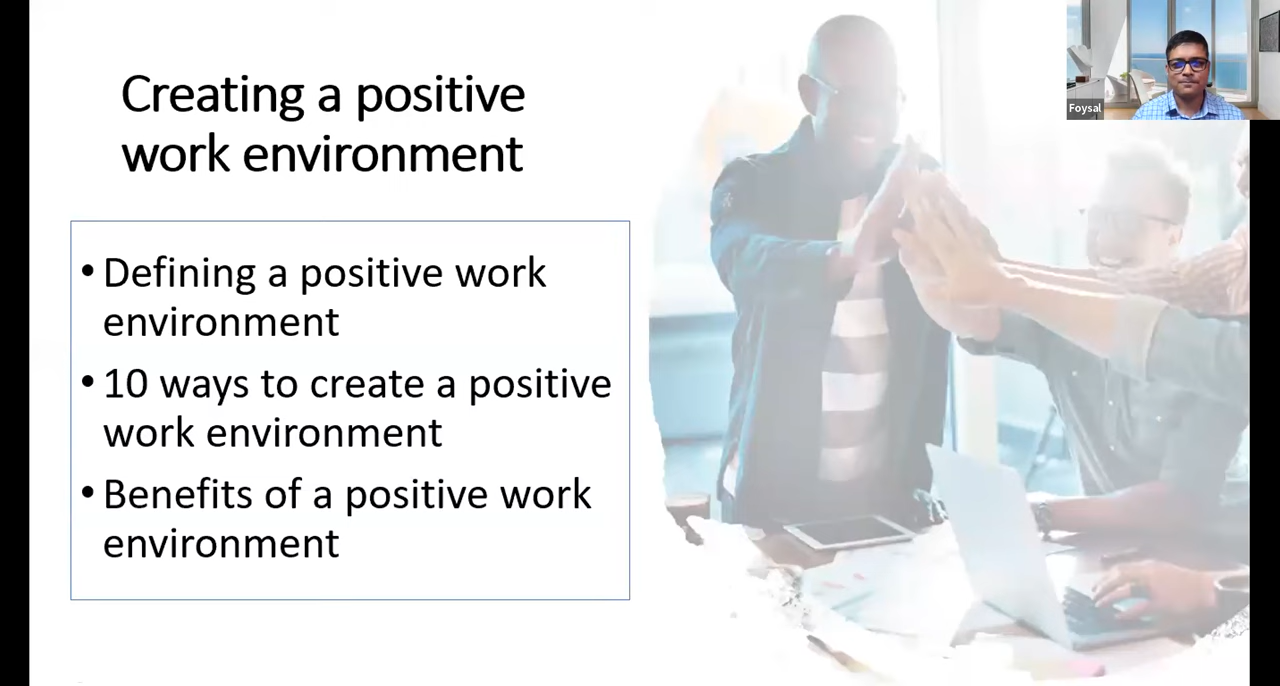 Creating a positive
work environment
Foysal
• Defining a positive work
environment
• 10 ways to create a positive
work environment
• Benefits of a positive work
environment